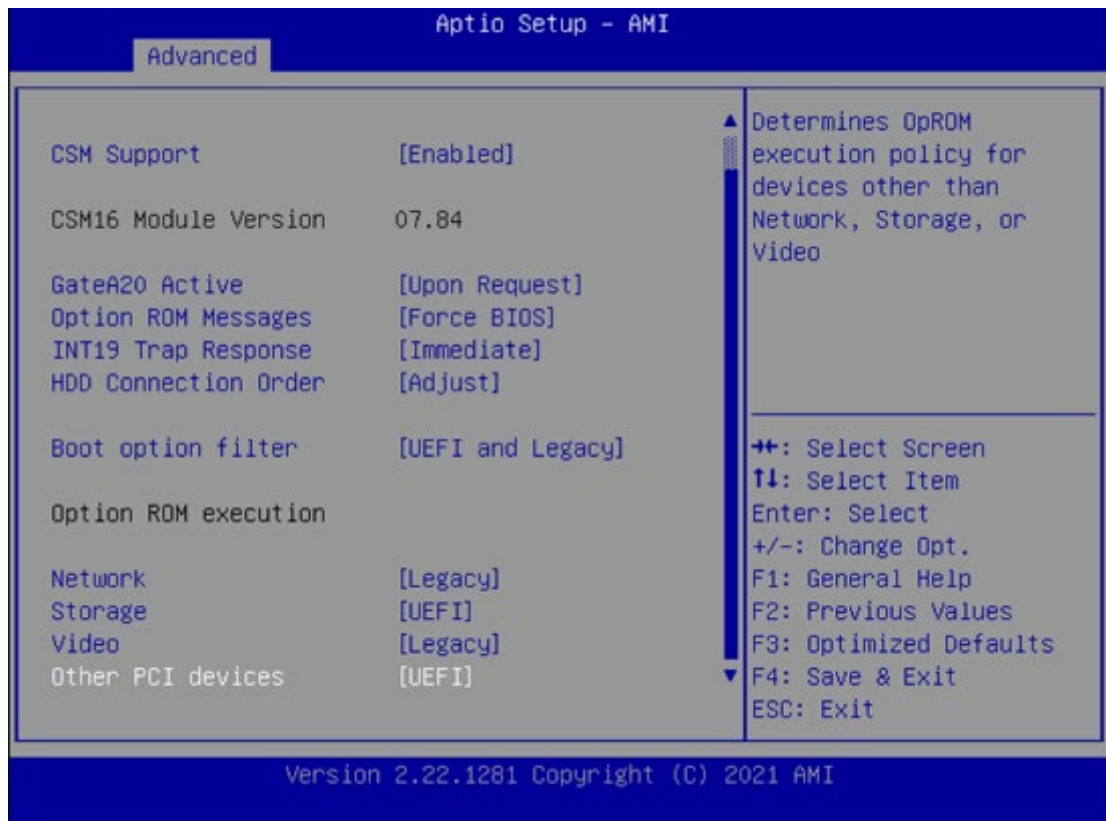 Aptio Setup – AMI
Advanced
CSM Support [Enabled]
CSM16 Module Version 07.84
GateA20 Active [Upon Request]
Option ROM Messages [Force BIOS]
INT19 Trap Response [Immediate]
HDD Connection Order [Adjust]
Boot option filter [UEFI and Legacy]
Option ROM execution
Network [Legacy]
Storage [UEFI]
Video [Legacy]
Other PCI devices [UEFI]
Determines OpROM
execution policy for
devices other than
Network, Storage, or
Video
→←: Select Screen
↑↓: Select Item
Enter: Select
+/-: Change Opt.
F1: General Help
F2: Previous Values
F3: Optimized Defaults
F4: Save & Exit
ESC: Exit
Version 2.22.1281 Copyright (C) 2021 AMI